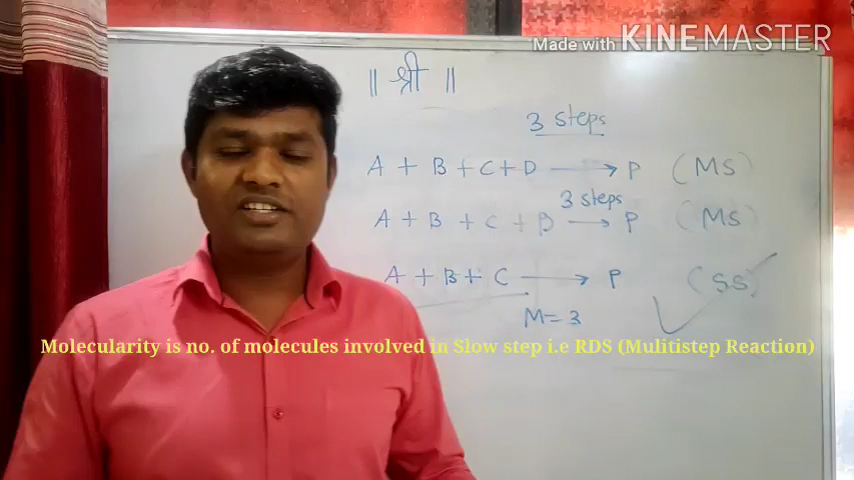 Made with KINEMASTER
॥ श्री ॥
3 steps
A + B + C + D → P (MS)
3 steps
A + B + C + D → P (MS)
A + B + C → P (SS)
M = 3
Molecularity is no. of molecules involved in Slow step i.e RDS (Mulitistep Reaction)